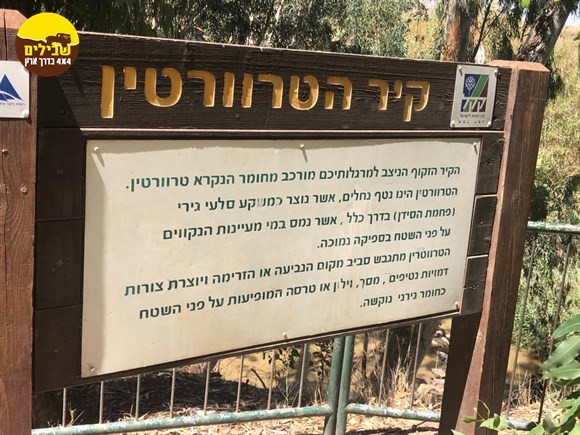 שבילים
בדרך ארץ 4X4
קיר הטרוורטין
הקיר הזקוף הניצב למרגלותיכם מורכב מחומר הנקרא טרוורטין.
הטרוורטין הינו נטף נחלים, אשר נוצר כמשקע סלעי גירי
(פחמת הסידן) בדרך כלל, אשר נמס במי מעיינות הנקווים
על פני השטח בספיקה נמוכה.
הטרווטרין מתגבש סביב מקום הנביעה או הזרימה ויוצרת צורות
דמויות נטיפים, מסך, וילון או טרסה המופיעות על פני השטח
כחומר גירני נוקשה.